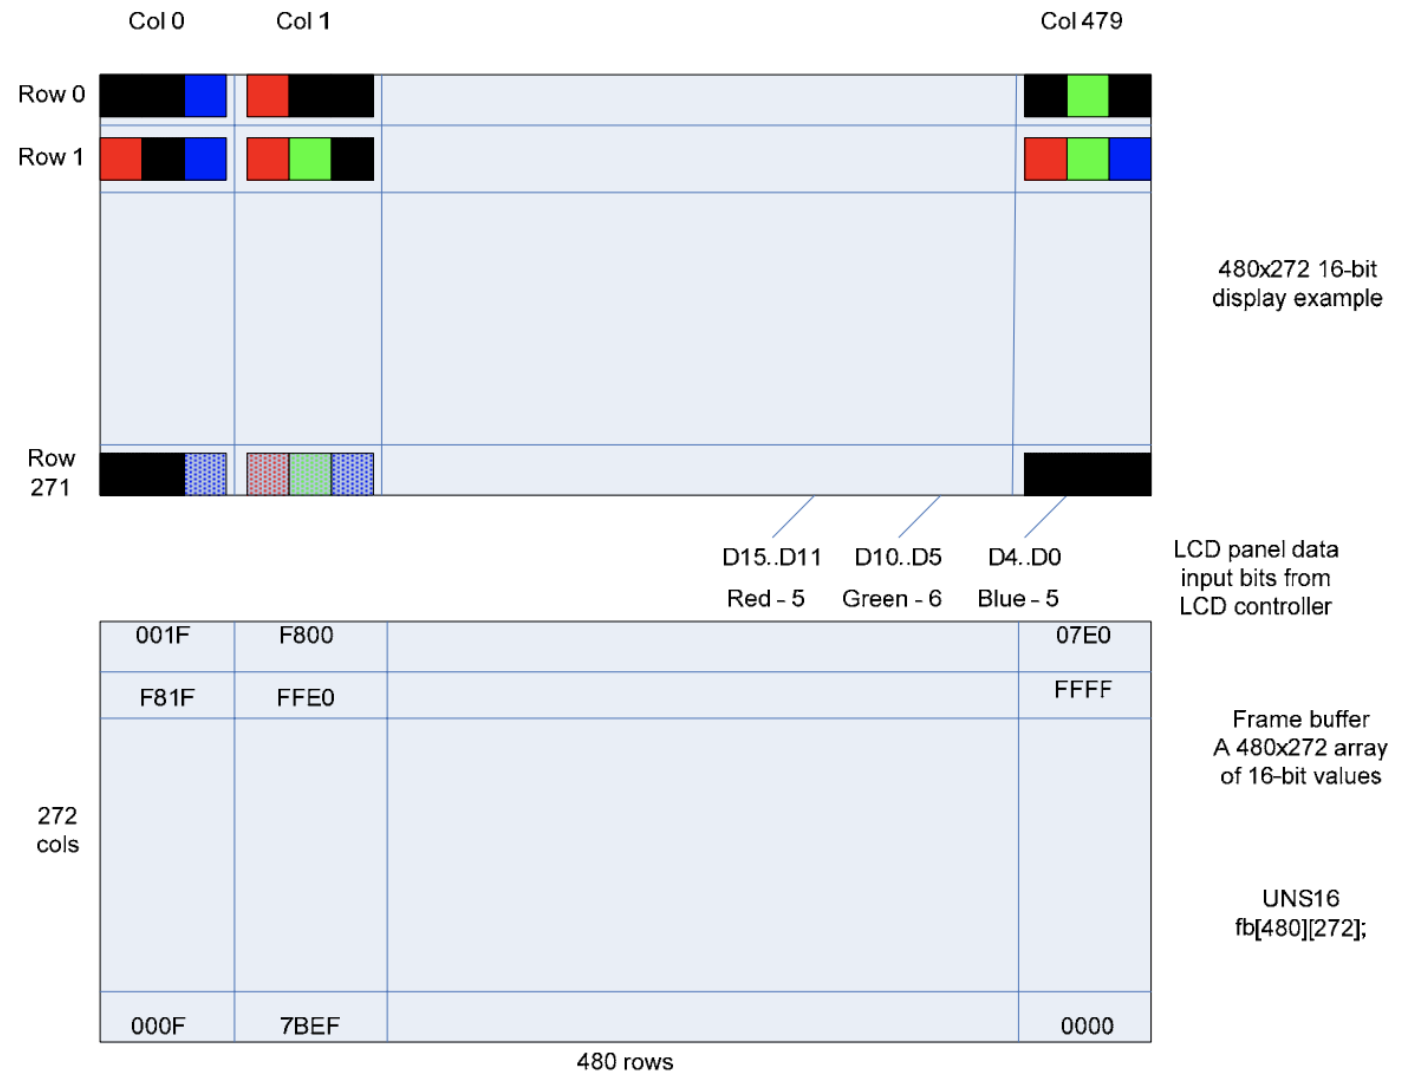 Col 0 Col 1 Col 479
Row 0
Row 1
480x272 16-bit
display example
Row
271
D15..D11 D10..D5 D4..D0
Red - 5 Green - 6 Blue - 5
LCD panel data
input bits from
LCD controller
001F F800 07E0
F81F FFE0 FFFF
Frame buffer
A 480x272 array
of 16-bit values
272
cols
UNS16
fb[480][272];
000F 7BEF 0000
480 rows